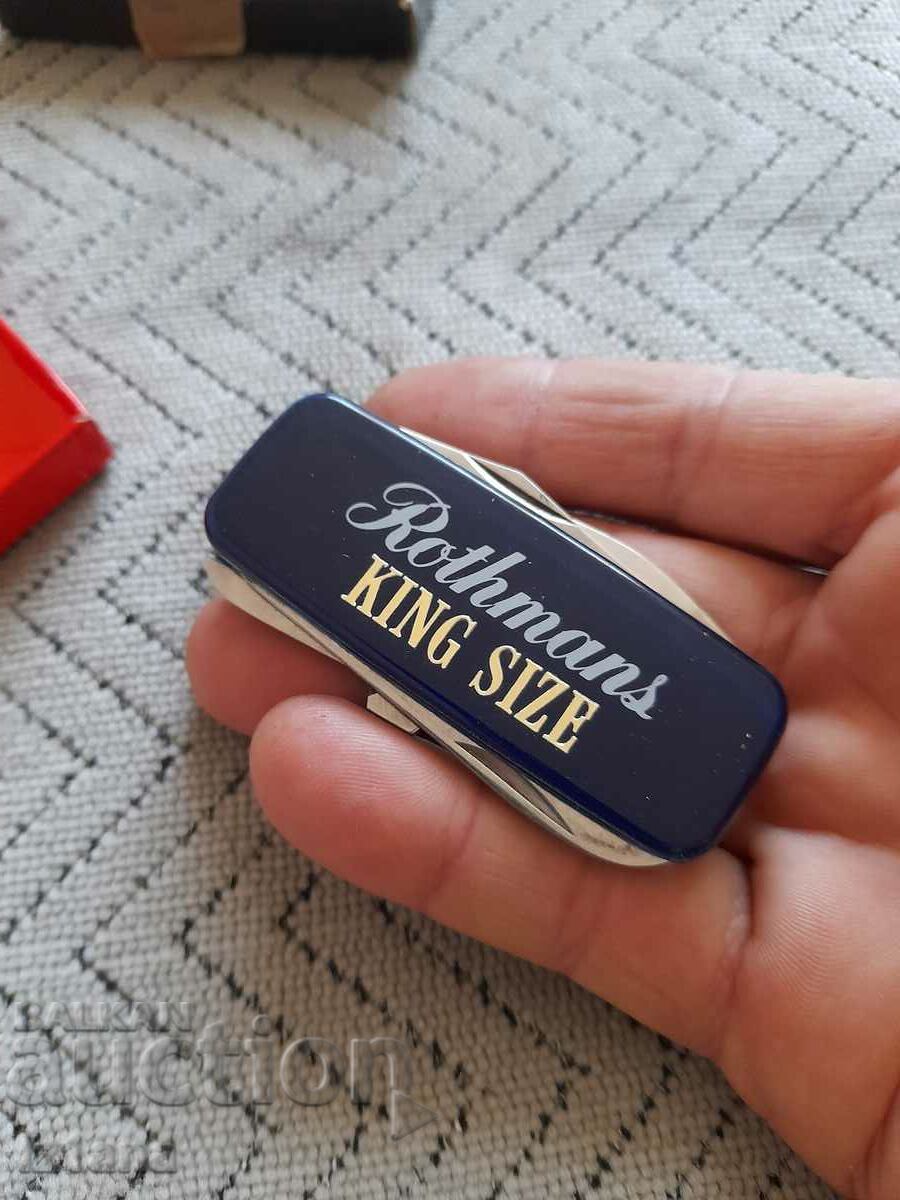 Rothmans
KING SIZE
BALKAN
auction